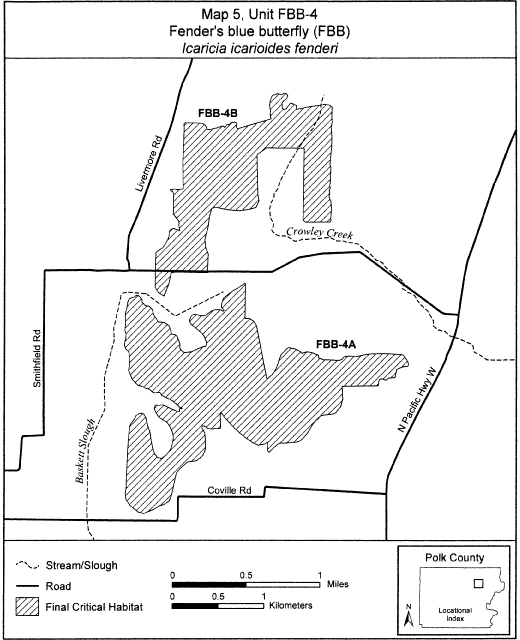 Map 5, Unit FBB-4
Fender's blue butterfly (FBB)
Icaricia icarioides fenderi
FBB-4B
Livermore Rd
Crowley Creek
Smithfield Rd
FBB-4A
N Pacific Hwy W
Baskett Slough
Coville Rd
Stream/Slough
Road
Final Critical Habitat
0 0.5 1
Miles
0 0.5 1
Kilometers
Polk County
N
Locational
Index